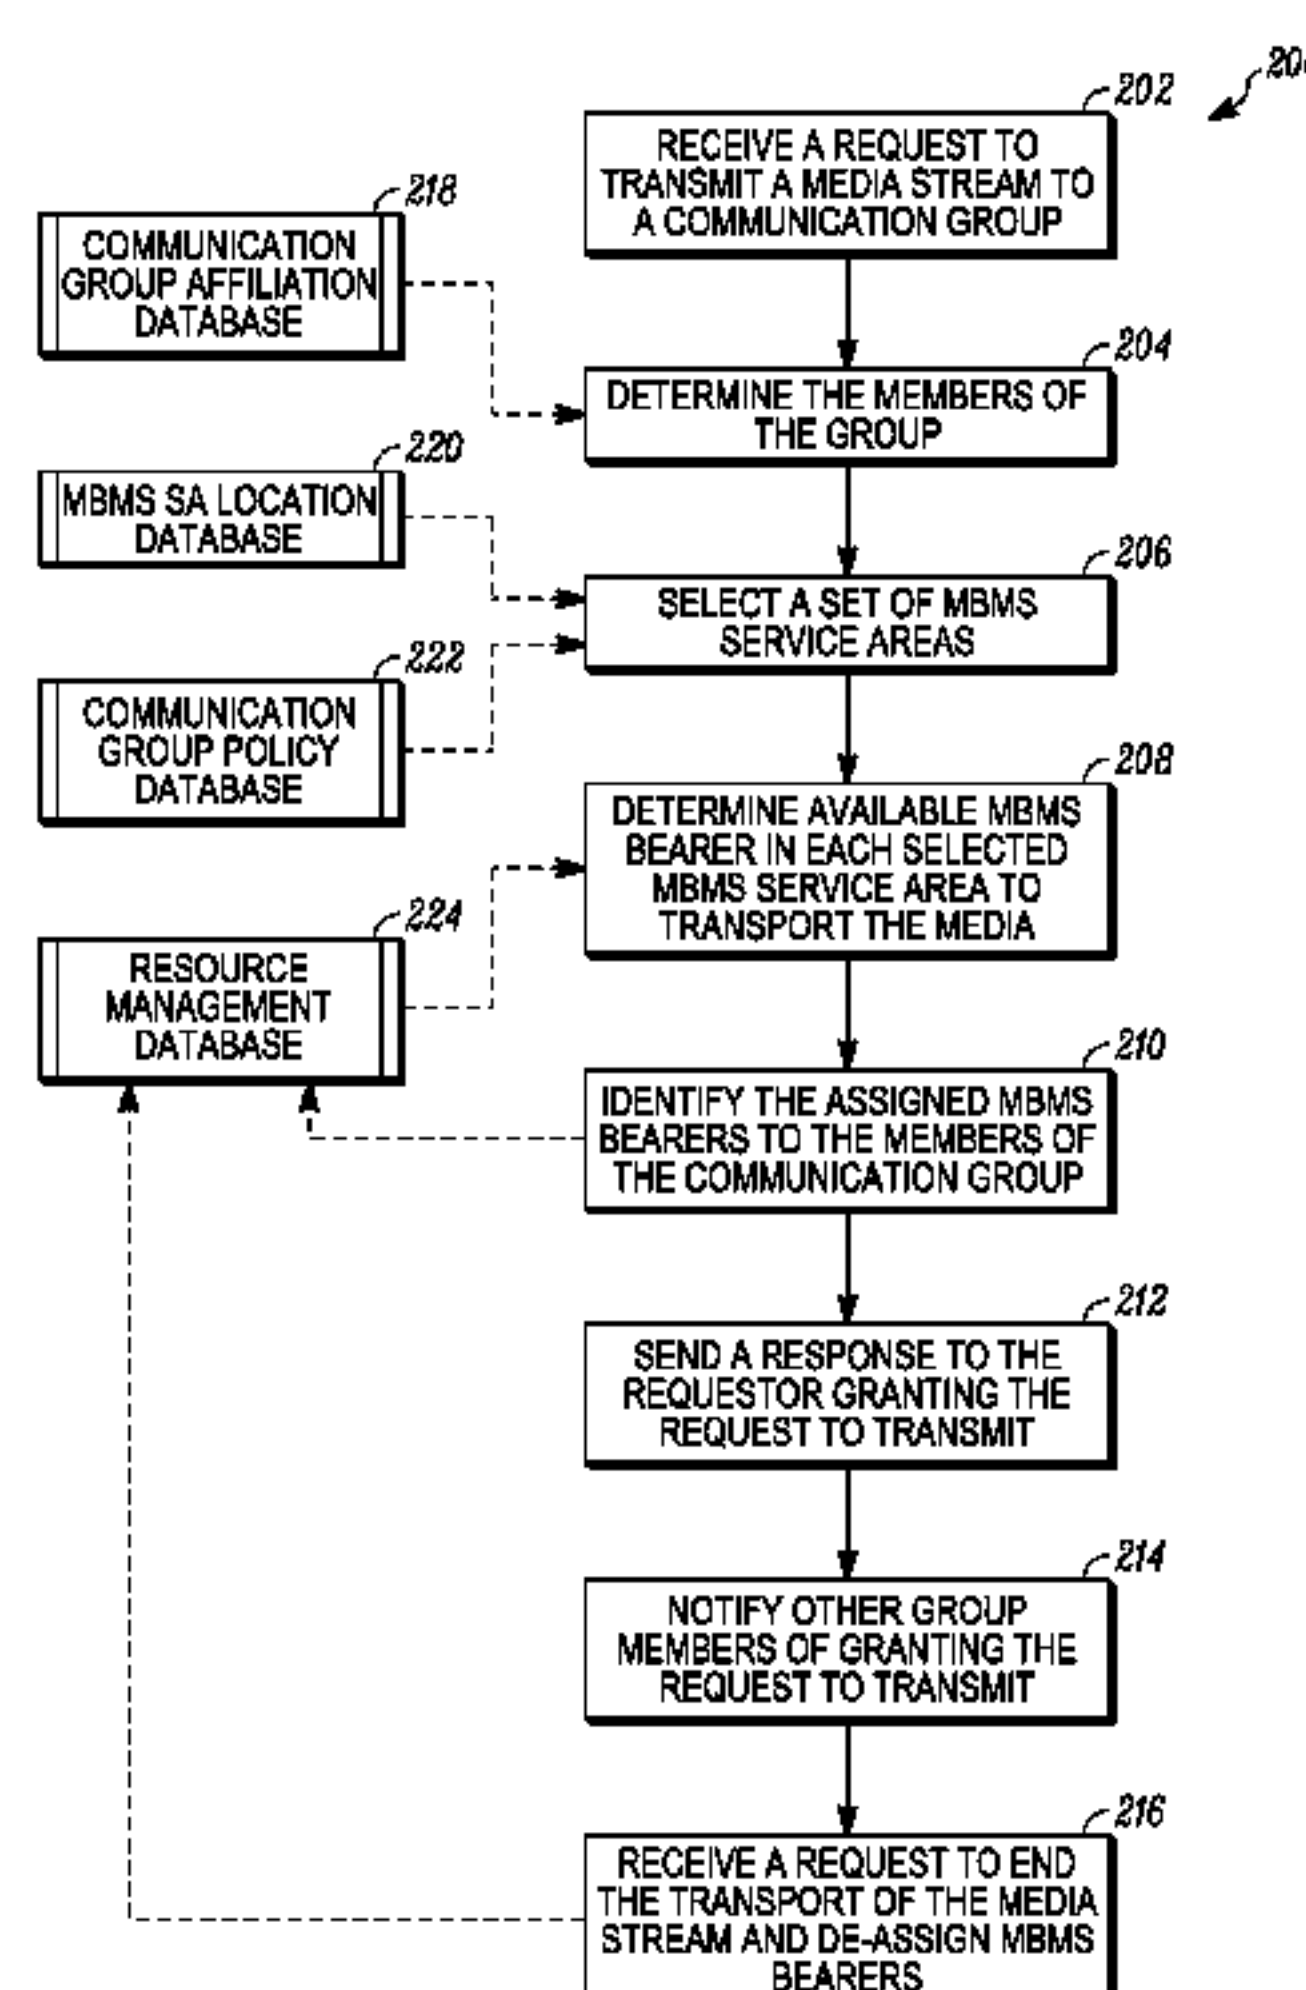 202
RECEIVE A REQUEST TO
TRANSMIT A MEDIA STREAM TO
A COMMUNICATION GROUP
218
COMMUNICATION
GROUP AFFILIATION
DATABASE
204
DETERMINE THE MEMBERS OF
THE GROUP
220
MBMS SA LOCATION
DATABASE
206
SELECT A SET OF MBMS
SERVICE AREAS
222
COMMUNICATION
GROUP POLICY
DATABASE
208
DETERMINE AVAILABLE MBMS
BEARER IN EACH SELECTED
MBMS SERVICE AREA TO
TRANSPORT THE MEDIA
224
RESOURCE
MANAGEMENT
DATABASE
210
IDENTIFY THE ASSIGNED MBMS
BEARERS TO THE MEMBERS OF
THE COMMUNICATION GROUP
212
SEND A RESPONSE TO THE
REQUESTOR GRANTING THE
REQUEST TO TRANSMIT
214
NOTIFY OTHER GROUP
MEMBERS OF GRANTING THE
REQUEST TO TRANSMIT
216
RECEIVE A REQUEST TO END
THE TRANSPORT OF THE MEDIA
STREAM AND DE-ASSIGN MBMS
BEARERS